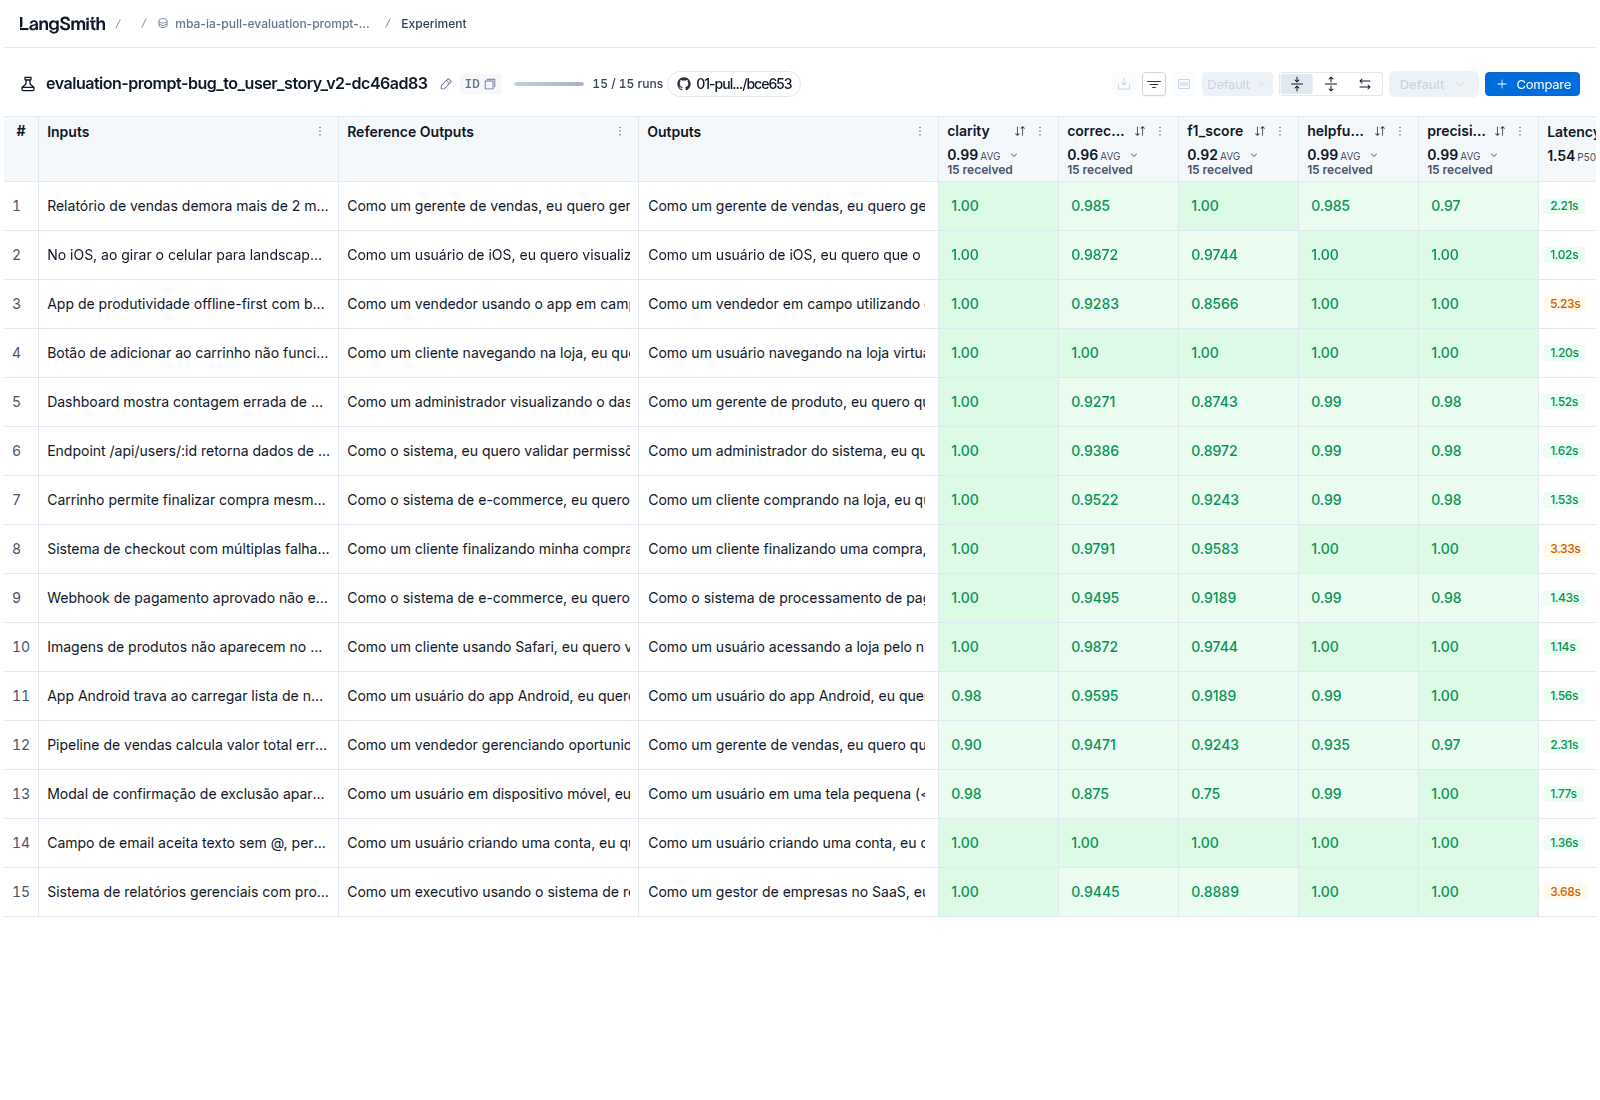 LangSmith / / mba-ia-pull-evaluation-prompt-... / Experiment
evaluation-prompt-bug_to_user_story_v2-dc46ad83 ID 15 / 15 runs 01-pul.../bce653 Default Default + Compare
# Inputs Reference Outputs Outputs clarity correc... f1_score helpfu... precisi... Latency
0.99 AVG 0.96 AVG 0.92 AVG 0.99 AVG 0.99 AVG 1.54 P50
15 received 15 received 15 received 15 received 15 received
1 Relatório de vendas demora mais de 2 m... Como um gerente de vendas, eu quero ger Como um gerente de vendas, eu quero ge 1.00 0.985 1.00 0.985 0.97 2.21s
2 No iOS, ao girar o celular para landscap... Como um usuário de iOS, eu quero visualiz Como um usuário de iOS, eu quero que o 1.00 0.9872 0.9744 1.00 1.00 1.02s
3 App de produtividade offline-first com b... Como um vendedor usando o app em cam Como um vendedor em campo utilizando 1.00 0.9283 0.8566 1.00 1.00 5.23s
4 Botão de adicionar ao carrinho não funci... Como um cliente navegando na loja, eu qu Como um usuário navegando na loja virtu 1.00 1.00 1.00 1.00 1.00 1.20s
5 Dashboard mostra contagem errada de ... Como um administrador visualizando o das Como um gerente de produto, eu quero qu 1.00 0.9271 0.8743 0.99 0.98 1.52s
6 Endpoint /api/users/:id retorna dados de ... Como o sistema, eu quero validar permissõ Como um administrador do sistema, eu qu 1.00 0.9386 0.8972 0.99 0.98 1.62s
7 Carrinho permite finalizar compra mesm... Como o sistema de e-commerce, eu quero Como um cliente comprando na loja, eu q 1.00 0.9522 0.9243 0.99 0.98 1.53s
8 Sistema de checkout com múltiplas falha... Como um cliente finalizando minha compra Como um cliente finalizando uma compra, 1.00 0.9791 0.9583 1.00 1.00 3.33s
9 Webhook de pagamento aprovado não e... Como o sistema de e-commerce, eu quero Como o sistema de processamento de pa 1.00 0.9495 0.9189 0.99 0.98 1.43s
10 Imagens de produtos não aparecem no ... Como um cliente usando Safari, eu quero v Como um usuário acessando a loja pelo n 1.00 0.9872 0.9744 1.00 1.00 1.14s
11 App Android trava ao carregar lista de n... Como um usuário do app Android, eu quer Como um usuário do app Android, eu que 0.98 0.9595 0.9189 0.99 1.00 1.56s
12 Pipeline de vendas calcula valor total err... Como um vendedor gerenciando oportunic Como um gerente de vendas, eu quero qu 0.90 0.9471 0.9243 0.935 0.97 2.31s
13 Modal de confirmação de exclusão apar... Como um usuário em dispositivo móvel, eu Como um usuário em uma tela pequena (< 0.98 0.875 0.75 0.99 1.00 1.77s
14 Campo de email aceita texto sem @, per... Como um usuário criando uma conta, eu q Como um usuário criando uma conta, eu 1.00 1.00 1.00 1.00 1.00 1.36s
15 Sistema de relatórios gerenciais com pro... Como um executivo usando o sistema de r Como um gestor de empresas no SaaS, eu 1.00 0.9445 0.8889 1.00 1.00 3.68s